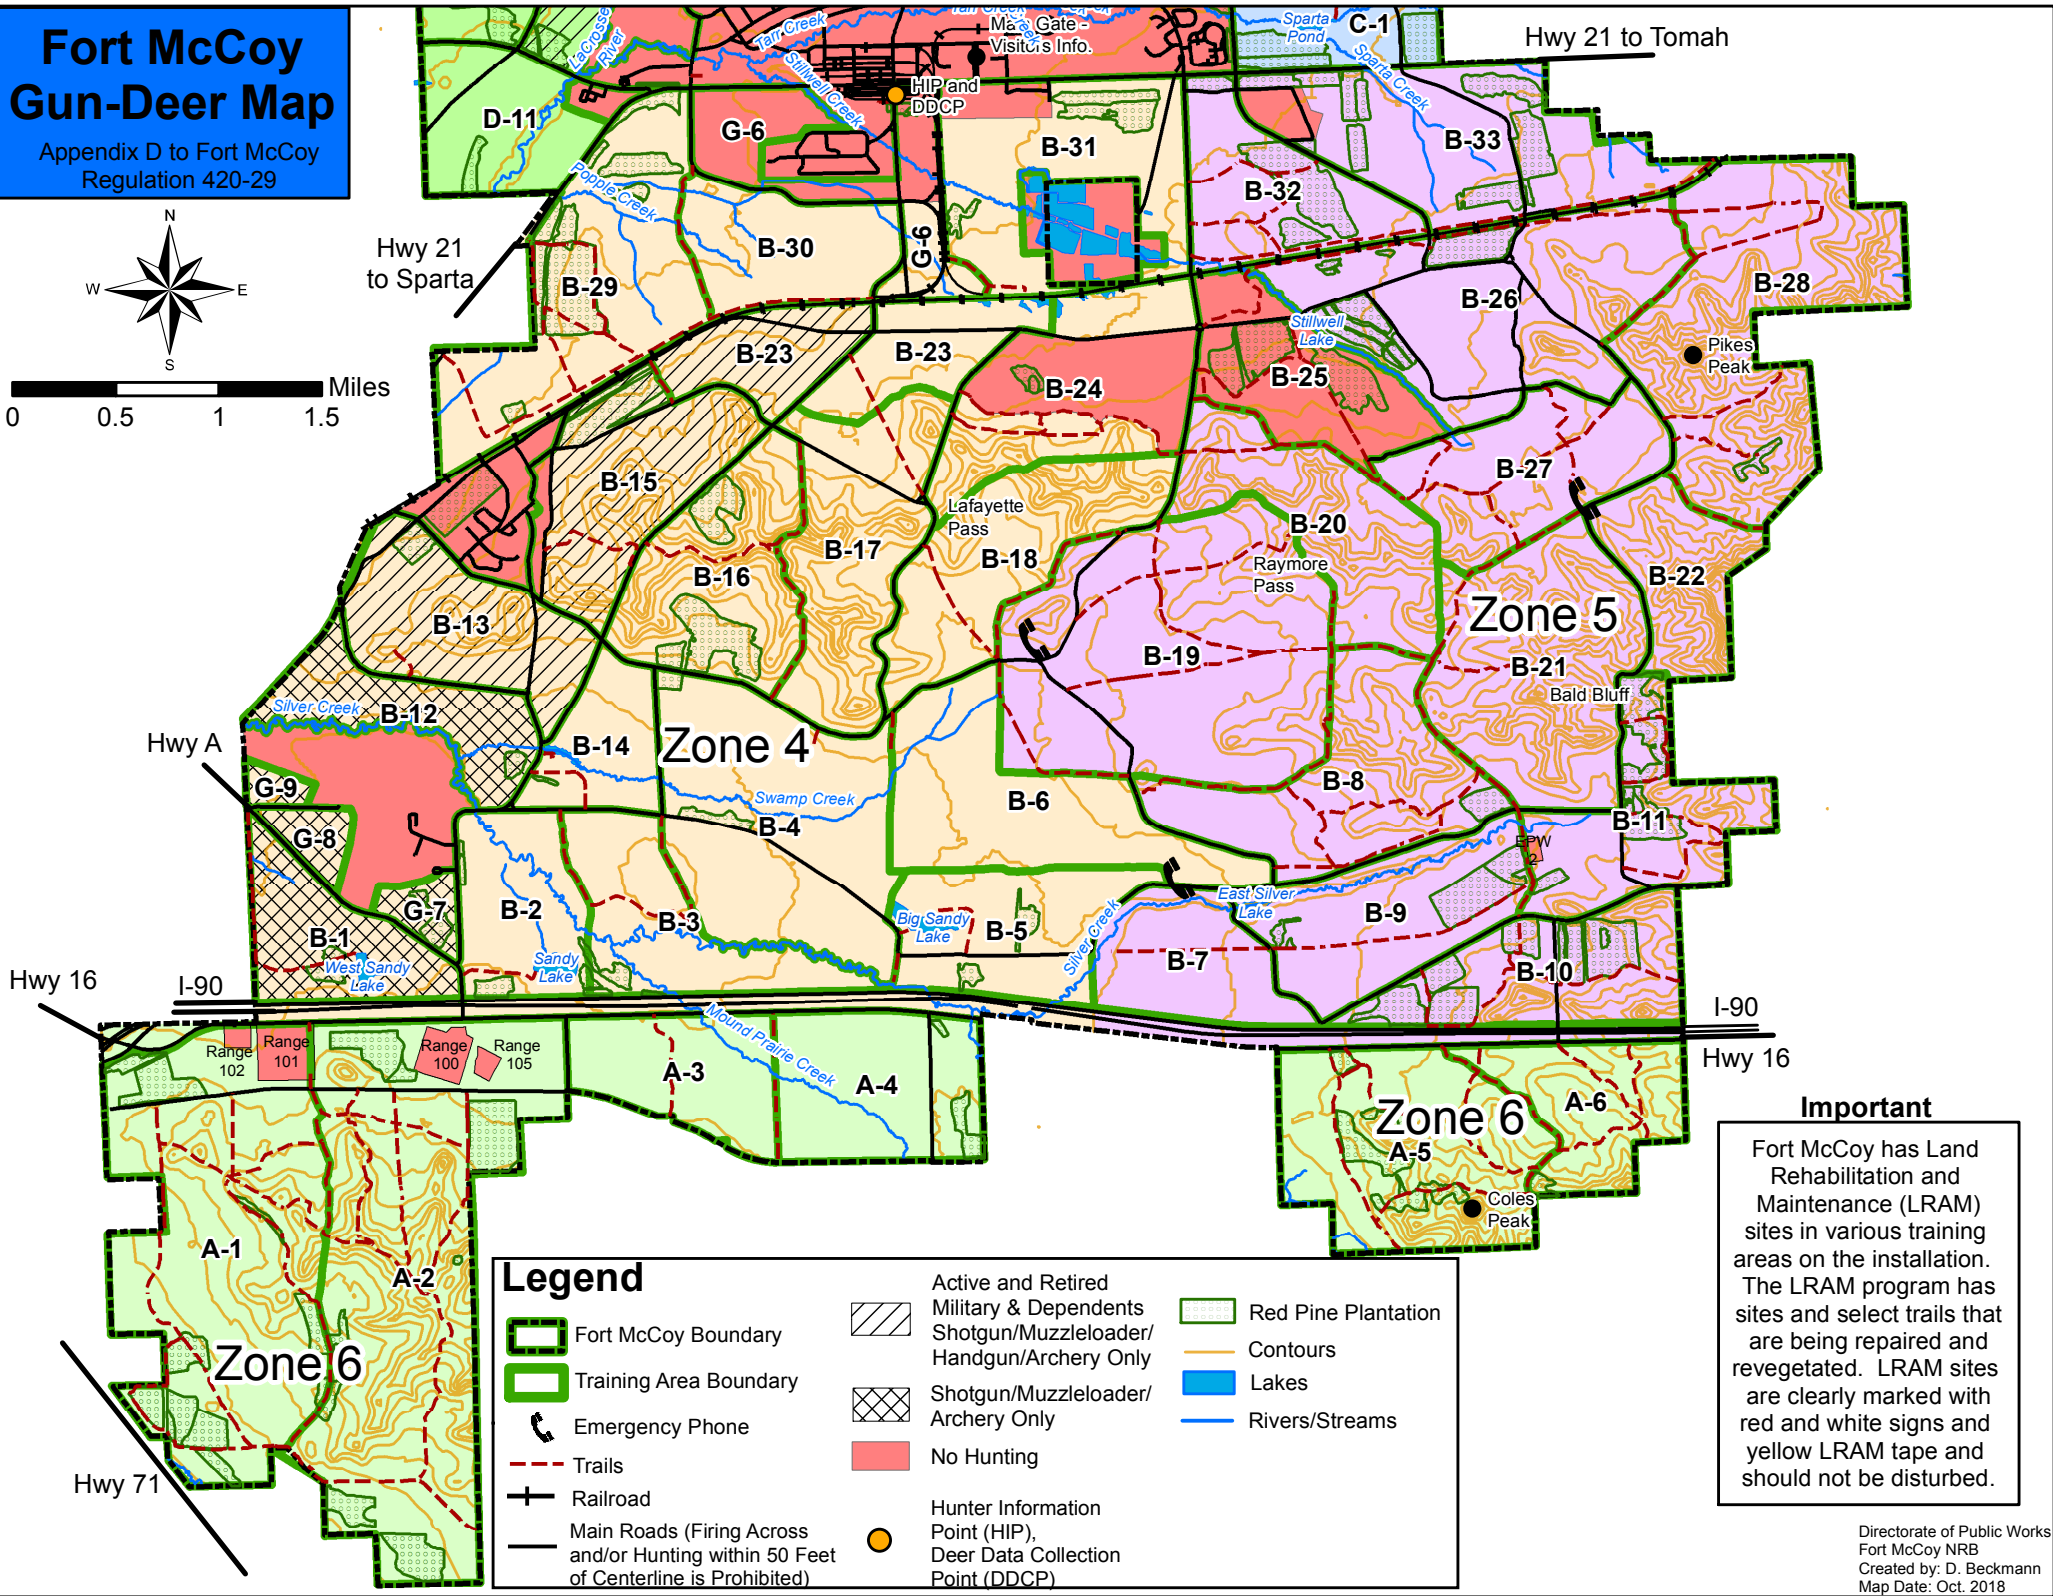 Fort McCoy
Gun-Deer Map
Appendix D to Fort McCoy
Regulation 420-29
N
W
E
S
Miles
0
0.5
1
1.5
LaCrosse
River
Tarr Creek
Main Gate -
Visitor's Info.
Sparta
Pond
C-1
Sparta Creek
Hwy 21 to Tomah
D-11
Stillwell Creek
HIP and
DDCP
G-6
B-31
B-33
B-32
Popple Creek
Hwy 21
to Sparta
B-30
G-6
B-29
B-28
B-26
Stillwell
Lake
Pikes
Peak
B-23
B-23
B-24
B-25
B-15
B-27
Lafayette
Pass
B-20
B-17
B-18
B-16
Raymore
Pass
B-22
Zone 5
B-13
B-19
B-21
Bald Bluff
Silver Creek
B-12
Hwy A
B-14
Zone 4
G-9
Swamp Creek
B-6
B-8
B-4
B-11
G-8
EPW
2
G-7
B-2
B-3
Big Sandy
Lake
B-5
East Silver
Lake
B-9
B-1
Silver Creek
West Sandy
Lake
Sandy
Lake
B-7
B-10
Hwy 16
I-90
I-90
Hwy 16
Mound Prairie Creek
Range
102
Range
101
Range
100
Range
105
A-3
A-4
Zone 6
A-6
A-5
Coles
Peak
A-1
A-2
Zone 6
Hwy 71
Important
Fort McCoy has Land
Rehabilitation and
Maintenance (LRAM)
sites in various training
areas on the installation.
The LRAM program has
sites and select trails that
are being repaired and
revegetated. LRAM sites
are clearly marked with
red and white signs and
yellow LRAM tape and
should not be disturbed.
Legend
Fort McCoy Boundary
Training Area Boundary
Emergency Phone
Trails
Railroad
Main Roads (Firing Across
and/or Hunting within 50 Feet
of Centerline is Prohibited)
Active and Retired
Military & Dependents
Shotgun/Muzzleloader/
Handgun/Archery Only
Shotgun/Muzzleloader/
Archery Only
No Hunting
Hunter Information
Point (HIP),
Deer Data Collection
Point (DDCP)
Red Pine Plantation
Contours
Lakes
Rivers/Streams
Directorate of Public Works
Fort McCoy NRB
Created by: D. Beckmann
Map Date: Oct. 2018